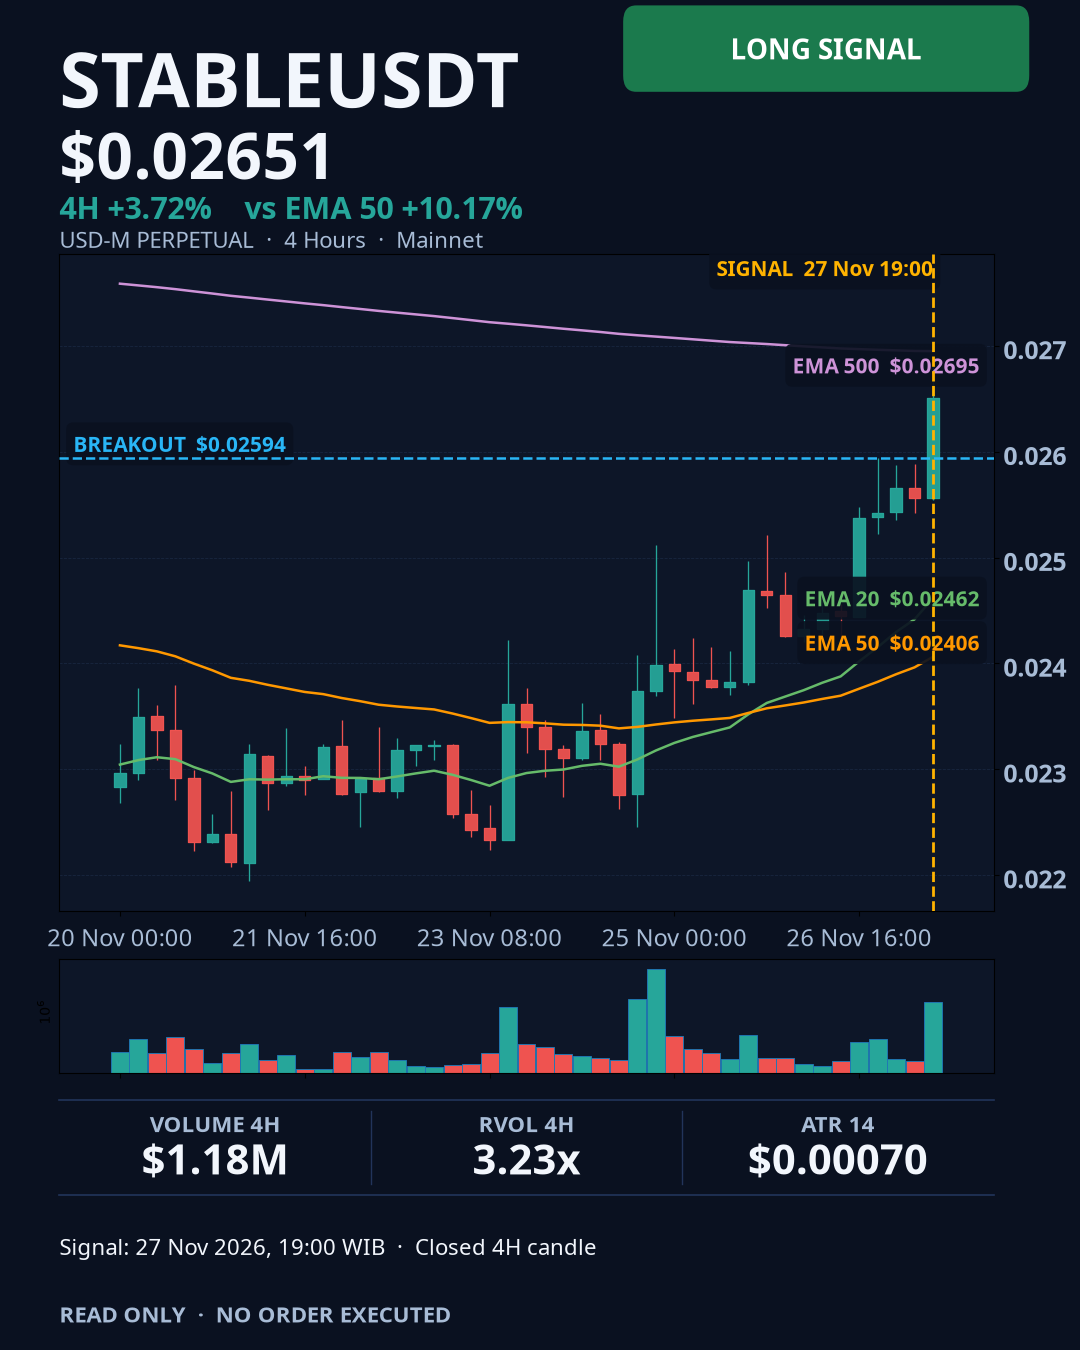 LONG SIGNAL
STABLEUSDT
$0.02651
4H +3.72% vs EMA 50 +10.17%
USD-M PERPETUAL · 4 Hours · Mainnet
SIGNAL 27 Nov 19:00
0.027
EMA 500 $0.02695
BREAKOUT $0.02594
0.026
0.025
EMA 20 $0.02462
EMA 50 $0.02406
0.024
0.023
0.022
20 Nov 00:00 21 Nov 16:00 23 Nov 08:00 25 Nov 00:00 26 Nov 16:00
10⁶
VOLUME 4H RVOL 4H ATR 14
$1.18M 3.23x $0.00070
Signal: 27 Nov 2026, 19:00 WIB · Closed 4H candle
READ ONLY · NO ORDER EXECUTED